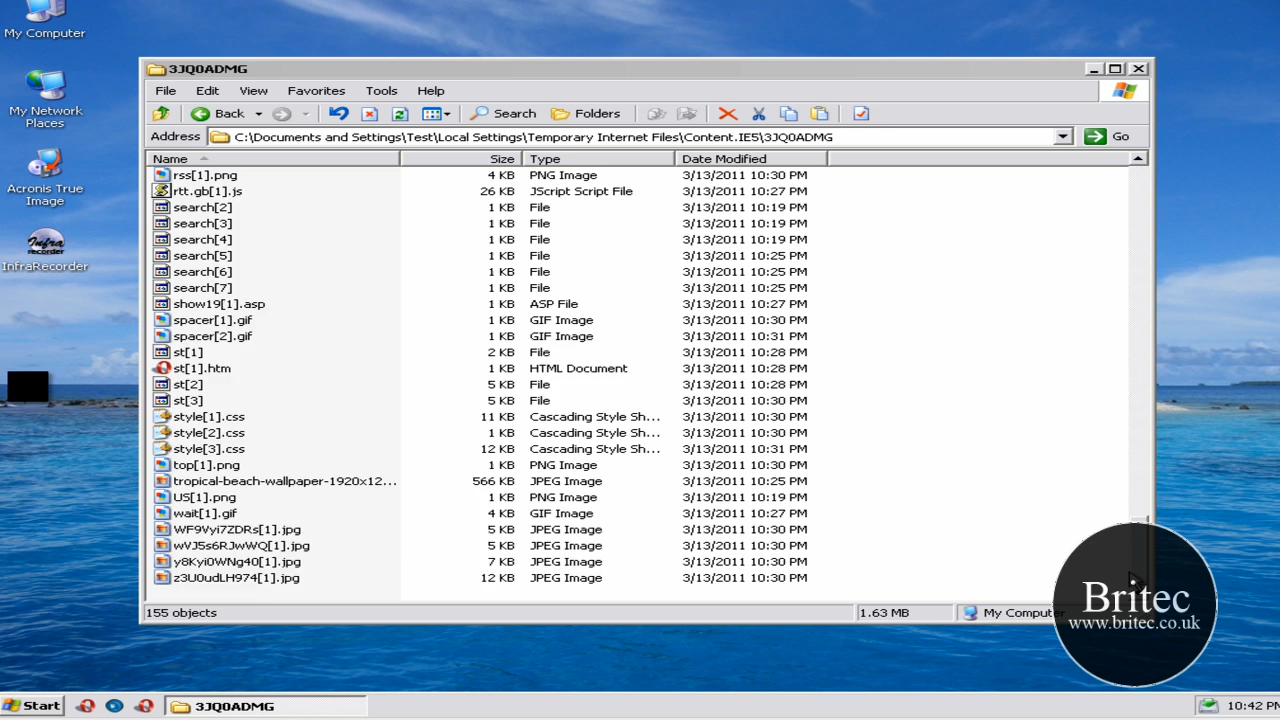 My Computer
My Network
Places
Acronis True
Image
Infra
recorder
InfraRecorder
3JQ0ADMG
File Edit View Favorites Tools Help
Back Search Folders
Address C:\Documents and Settings\Test\Local Settings\Temporary Internet Files\Content.IE5\3JQ0ADMG Go
Name Size Type Date Modified
rss[1].png 4 KB PNG Image 3/13/2011 10:30 PM
rtt.gb[1].js 26 KB JScript Script File 3/13/2011 10:27 PM
search[2] 1 KB File 3/13/2011 10:19 PM
search[3] 1 KB File 3/13/2011 10:19 PM
search[4] 1 KB File 3/13/2011 10:19 PM
search[5] 1 KB File 3/13/2011 10:25 PM
search[6] 1 KB File 3/13/2011 10:25 PM
search[7] 1 KB File 3/13/2011 10:25 PM
show19[1].asp 1 KB ASP File 3/13/2011 10:27 PM
spacer[1].gif 1 KB GIF Image 3/13/2011 10:30 PM
spacer[2].gif 1 KB GIF Image 3/13/2011 10:31 PM
st[1] 2 KB File 3/13/2011 10:28 PM
st[1].htm 1 KB HTML Document 3/13/2011 10:28 PM
st[2] 5 KB File 3/13/2011 10:28 PM
st[3] 5 KB File 3/13/2011 10:30 PM
style[1].css 11 KB Cascading Style Sh... 3/13/2011 10:30 PM
style[2].css 1 KB Cascading Style Sh... 3/13/2011 10:30 PM
style[3].css 12 KB Cascading Style Sh... 3/13/2011 10:31 PM
top[1].png 1 KB PNG Image 3/13/2011 10:30 PM
tropical-beach-wallpaper-1920x12... 566 KB JPEG Image 3/13/2011 10:25 PM
US[1].png 1 KB PNG Image 3/13/2011 10:19 PM
wait[1].gif 4 KB GIF Image 3/13/2011 10:27 PM
WF9Vyi7ZDRs[1].jpg 5 KB JPEG Image 3/13/2011 10:30 PM
wVJ5s6RJwWQ[1].jpg 5 KB JPEG Image 3/13/2011 10:30 PM
y8Kyi0WNg40[1].jpg 7 KB JPEG Image 3/13/2011 10:30 PM
z3U0udLH974[1].jpg 12 KB JPEG Image 3/13/2011 10:30 PM
155 objects 1.63 MB My Compute
Britec
www.britec.co.uk
Start 3JQ0ADMG 10:42 PM